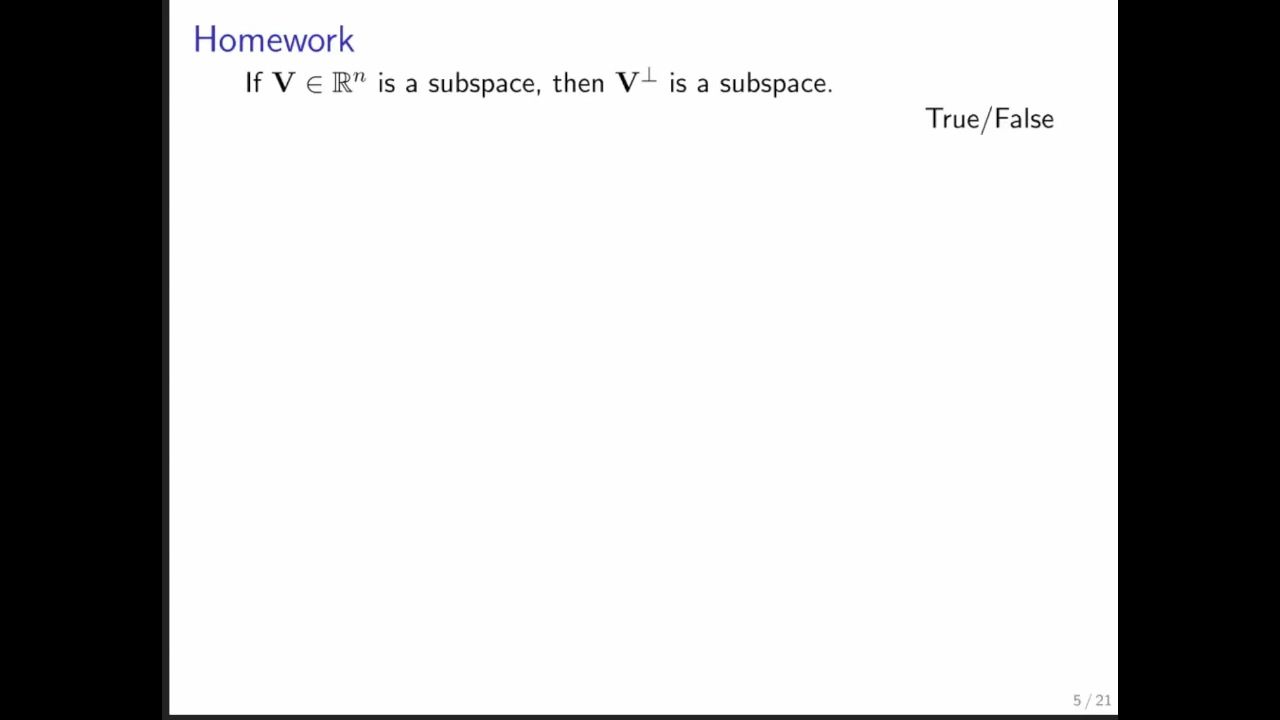 Homework
If V ∈ ℝⁿ is a subspace, then V⊥ is a subspace.
True/False
5 / 21